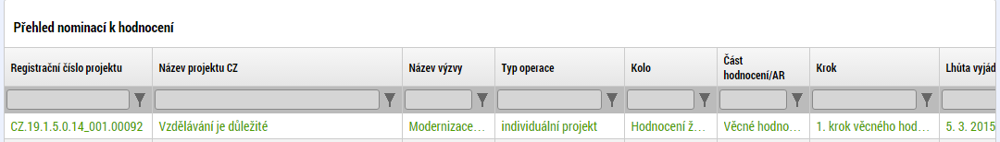 Přehled nominací k hodnocení
Registrační číslo projektu Název projektu CZ Název výzvy Typ operace Kolo Část hodnocení/AR Krok Lhůta vyjád
CZ.19.1.5.0.14_001.00092 Vzdělávání je důležité Modernizace... individuální projekt Hodnocení ž... Věcné hodno... 1. krok věcného hod... 5. 3. 2015